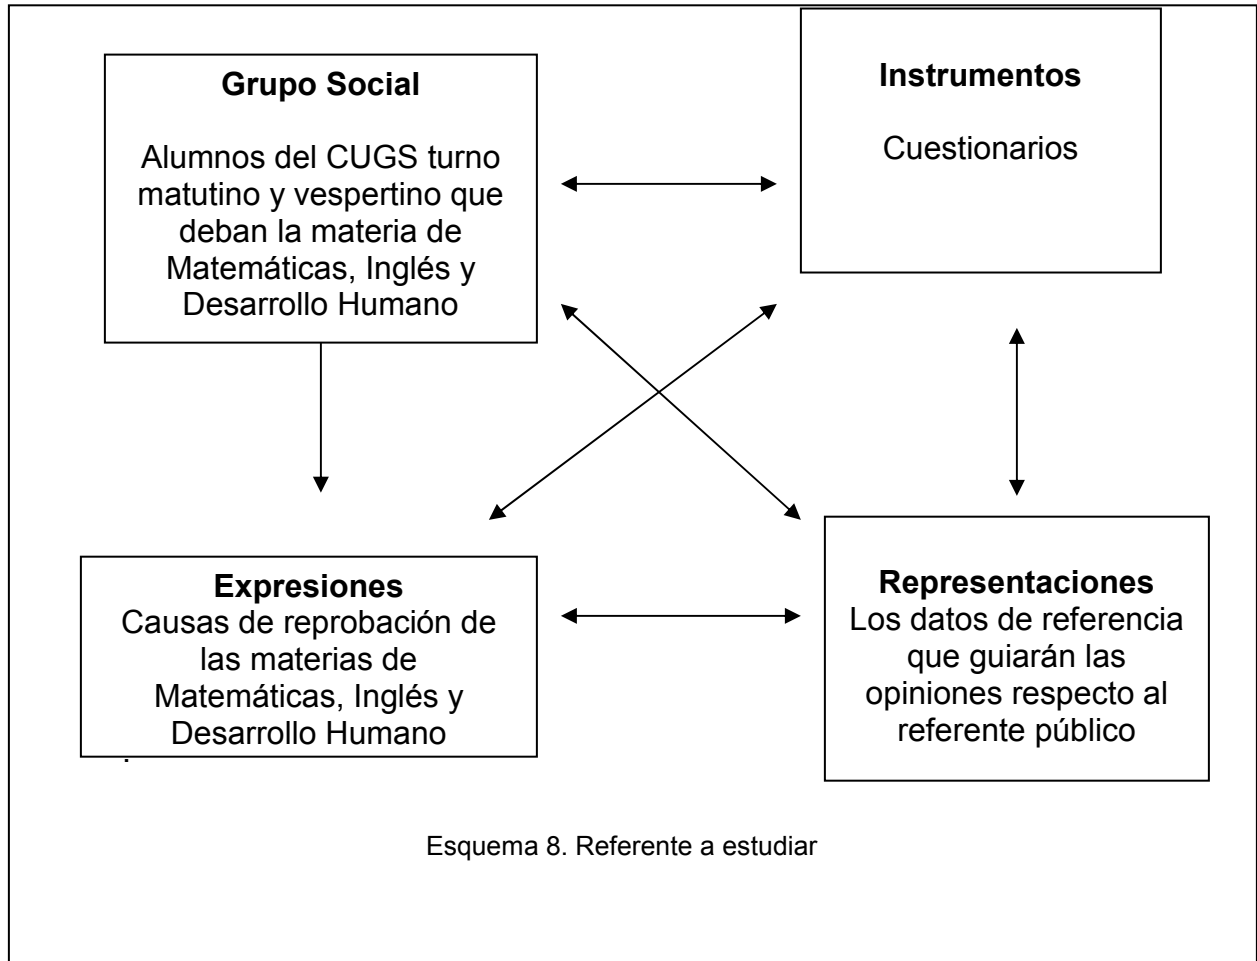 Grupo Social
Alumnos del CUGS turno
matutino y vespertino que
deban la materia de
Matemáticas, Inglés y
Desarrollo Humano
Instrumentos
Cuestionarios
Expresiones
Causas de reprobación de
las materias de
Matemáticas, Inglés y
Desarrollo Humano
.
Representaciones
Los datos de referencia
que guiarán las
opiniones respecto al
referente público
Esquema 8. Referente a estudiar